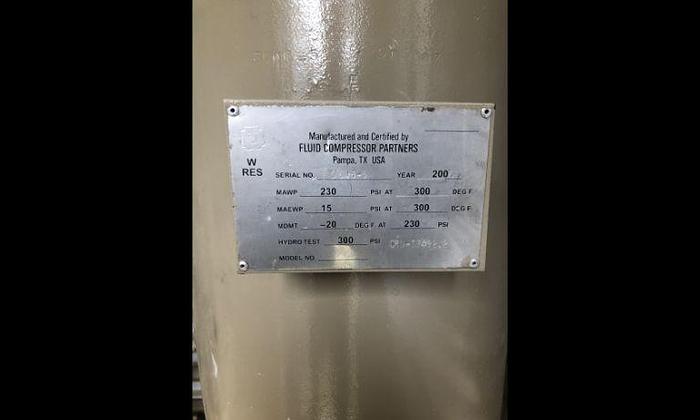 Manufactured and Certified by
FLUID COMPRESSOR PARTNERS
Pampa, TX USA
W
RES
SERIAL NO. YEAR 200
MAWP 230 PSI AT 300 DEG F
MAEWP 15 PSI AT 300 DEG F
MDMT -20 DEG F AT 230 PSI
HYDRO TEST 300 PSI
MODEL NO.